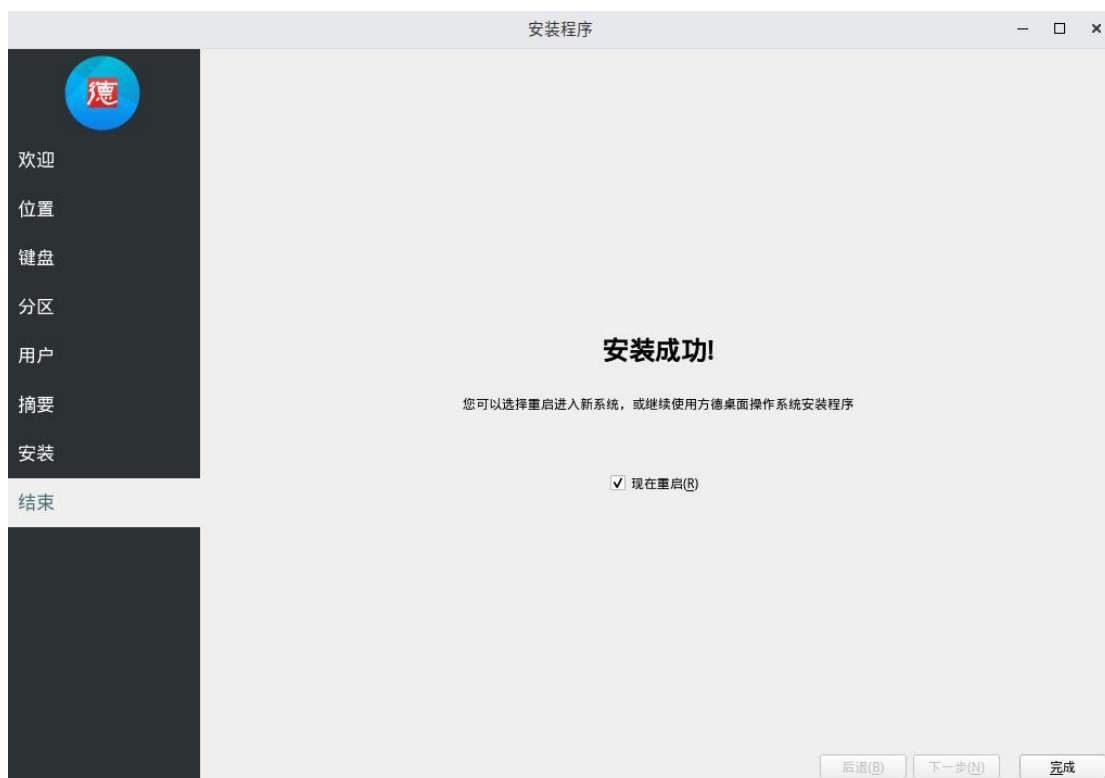 安装程序
德
欢迎
位置
键盘
分区
用户
摘要
安装
结束
安装成功!
您可以选择重启进入新系统，或继续使用方德桌面操作系统安装程序
现在重启(R)
后退(B) 下一步(N) 完成